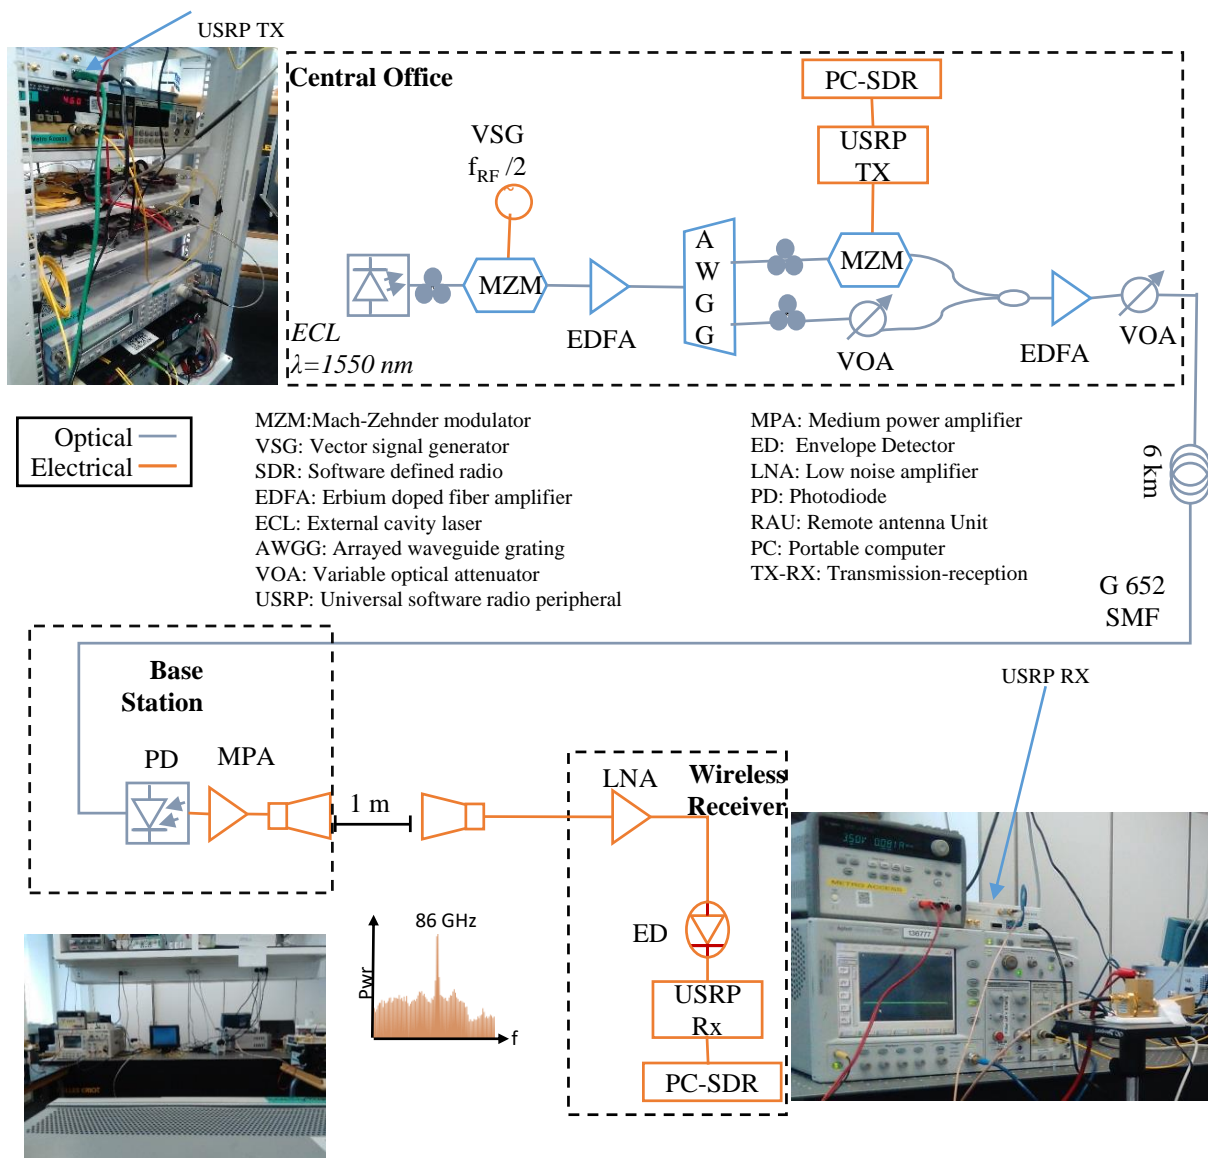 USRP TX
Central Office
PC-SDR
USRP
TX
VSG
f_RF /2
MZM
EDFA
A
W
G
G
MZM
VOA
EDFA
VOA
ECL
λ=1550 nm
Optical
Electrical
MZM:Mach-Zehnder modulator
VSG: Vector signal generator
SDR: Software defined radio
EDFA: Erbium doped fiber amplifier
ECL: External cavity laser
AWGG: Arrayed waveguide grating
VOA: Variable optical attenuator
USRP: Universal software radio peripheral
MPA: Medium power amplifier
ED:  Envelope Detector
LNA: Low noise amplifier
PD: Photodiode
RAU: Remote antenna Unit
PC: Portable computer
TX-RX: Transmission-reception
6 km
G 652
SMF
Base
Station
PD
MPA
1 m
LNA
Wireless
Receiver
ED
USRP
Rx
PC-SDR
USRP RX
86 GHz
Pwr
f
METRO ACCESS